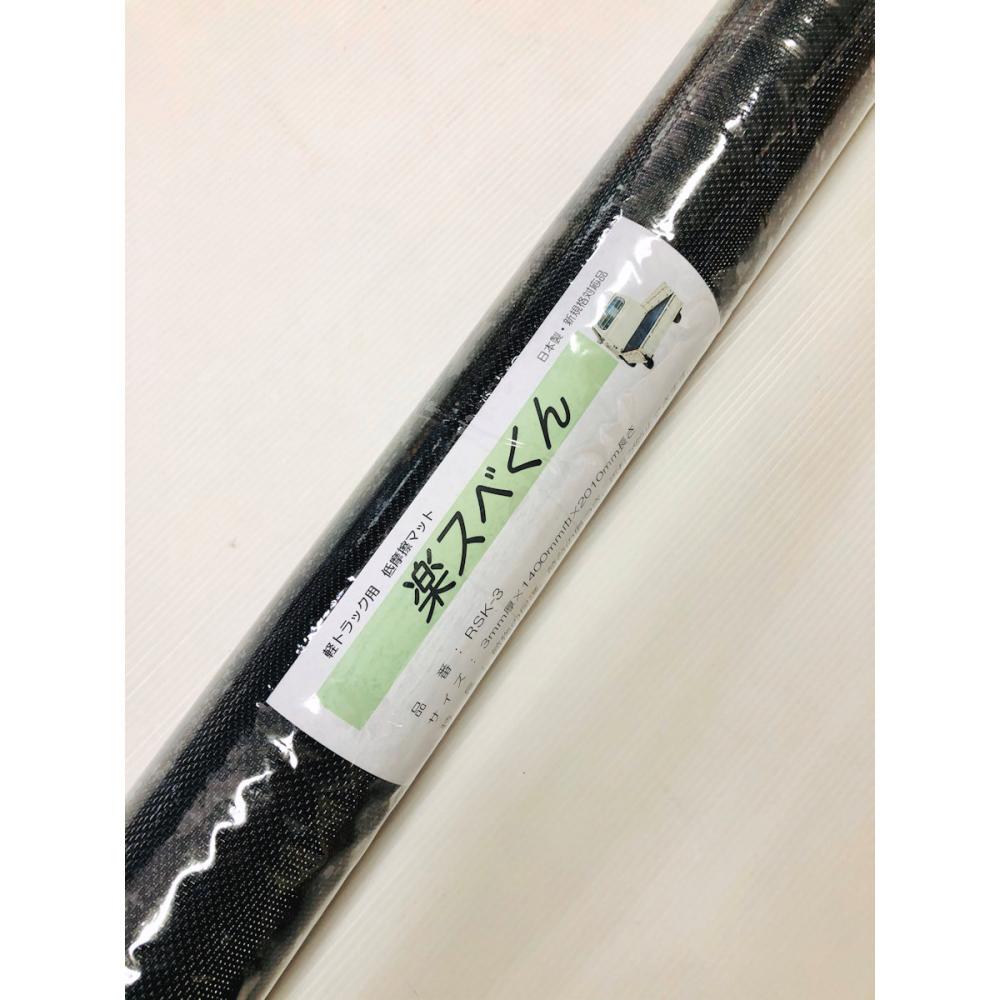 日本製・新規格対応品
軽トラック用 低摩擦マット
楽スベくん
品番：RSK-3
サイズ：3mm厚×1400mm巾×2010mm長さ